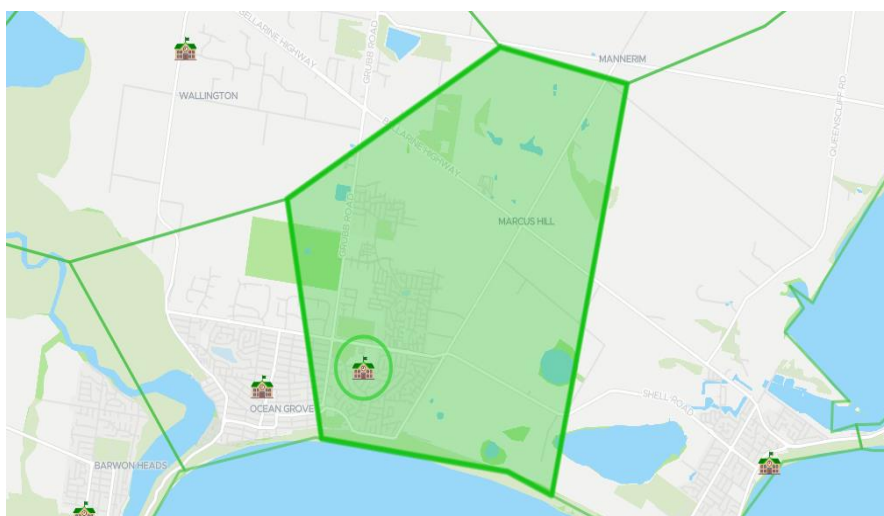 BELLARINE HIGHWAY
GRUBB ROAD
MANNERIM
WALLINGTON
QUEENSCLIFF RD
BELLARINE HIGHWAY
GRUBB ROAD
MARCUS HILL
SHELL ROAD
OCEAN GROVE
BARWON HEADS